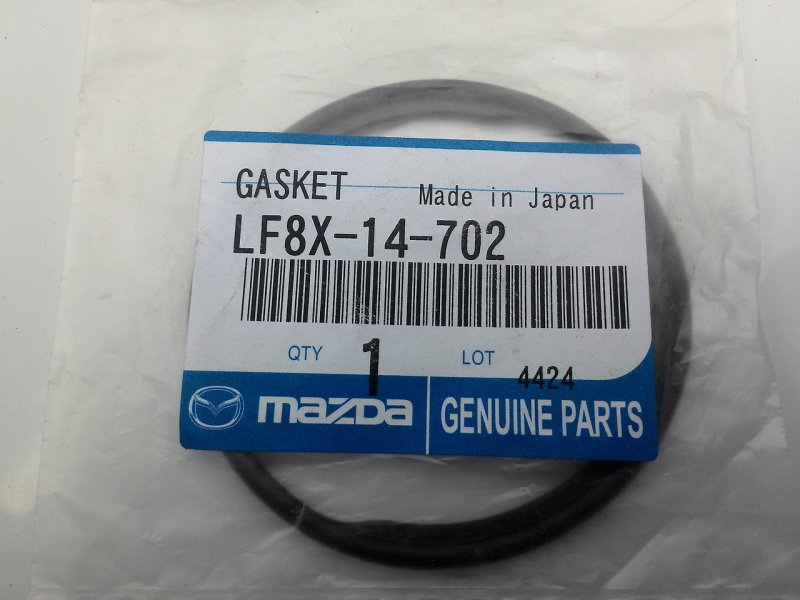 GASKET Made in Japan
LF8X-14-702
QTY 1 LOT 4424
mazda GENUINE PARTS